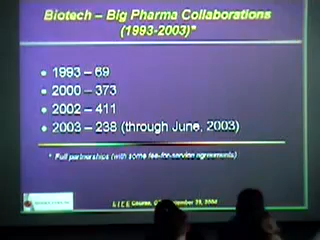 Biotech – Big Pharma Collaborations
(1993-2003)*
• 1993 – 69
• 2000 – 373
• 2002 – 411
• 2003 – 238 (through June, 2003)
* Full partnerships (with some fee-for-service agreements)